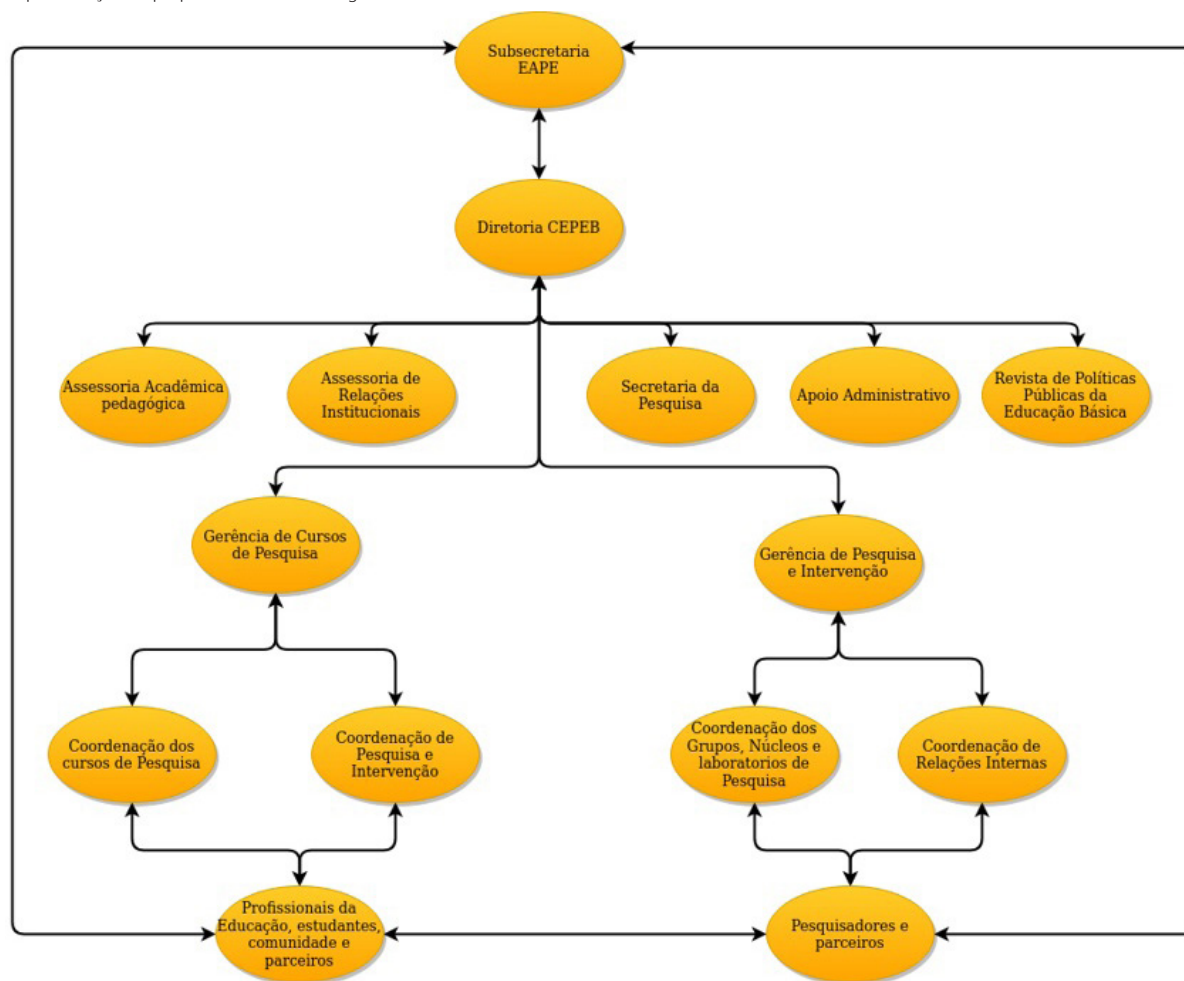 Subsecretaria
EAPE
Diretoria CEPEB
Assessoria Acadêmica
pedagógica
Assessoria de
Relações
Institucionais
Secretaria da
Pesquisa
Apoio Administrativo
Revista de Políticas
Públicas da
Educação Básica
Gerência de Cursos
de Pesquisa
Gerência de Pesquisa
e Intervenção
Coordenação dos
cursos de Pesquisa
Coordenação de
Pesquisa e
Intervenção
Coordenação dos
Grupos, Núcleos e
laboratorios de
Pesquisa
Coordenação de
Relações Internas
Profissionais da
Educação, estudantes,
comunidade e
parceiros
Pesquisadores e
parceiros